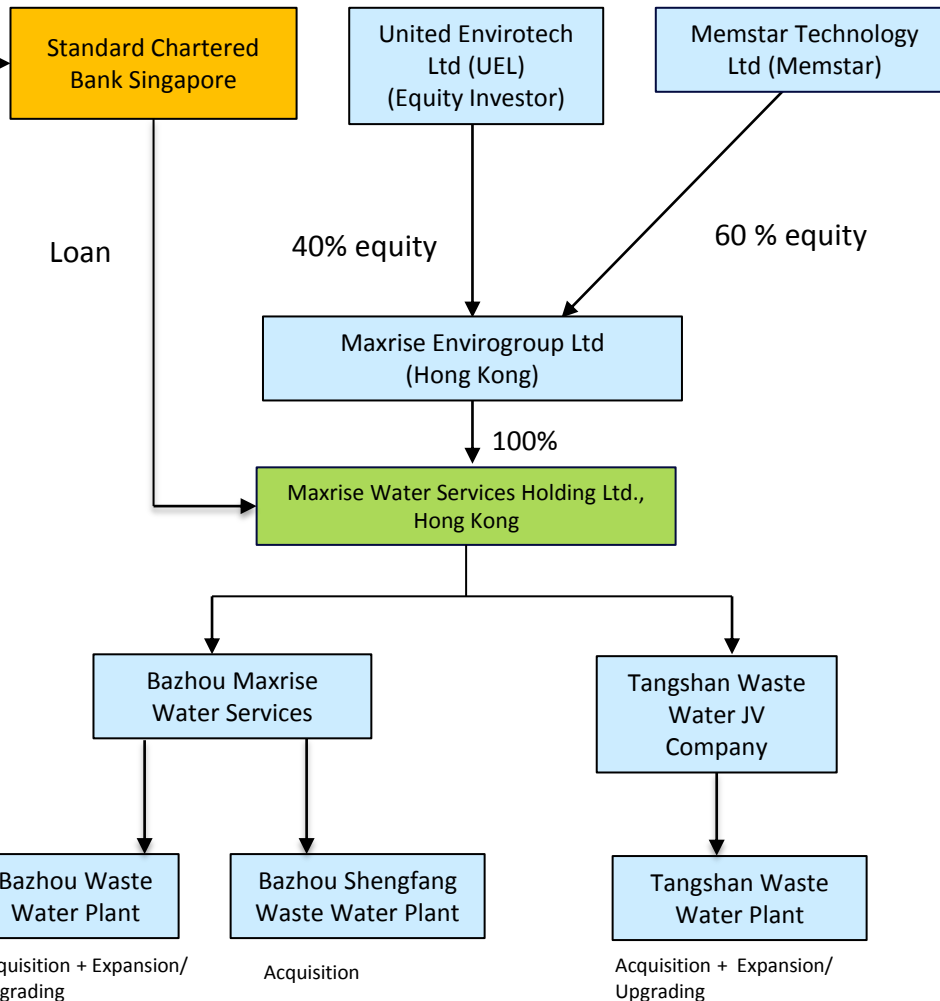 Standard Chartered
Bank Singapore
United Envirotech
Ltd (UEL)
(Equity Investor)
Memstar Technology
Ltd (Memstar)
Loan
40% equity
60 % equity
Maxrise Envirogroup Ltd
(Hong Kong)
100%
Maxrise Water Services Holding Ltd.,
Hong Kong
Bazhou Maxrise
Water Services
Tangshan Waste
Water JV
Company
Bazhou Waste
Water Plant
Bazhou Shengfang
Waste Water Plant
Tangshan Waste
Water Plant
quisition + Expansion/
grading
Acquisition
Acquisition + Expansion/
Upgrading